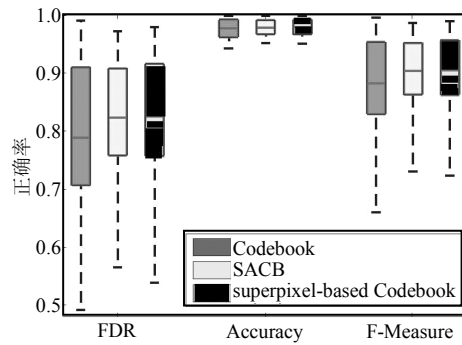 1.0
0.9
0.8
0.7
0.6
0.5
正确率
Codebook
SACB
superpixel-based Codebook
FDR Accuracy F-Measure